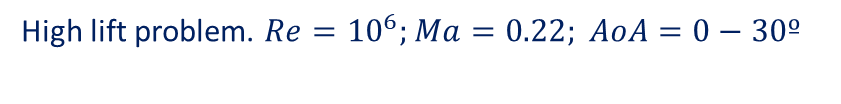 High lift problem. Re = 10⁶; Ma = 0.22; AoA = 0 − 30º